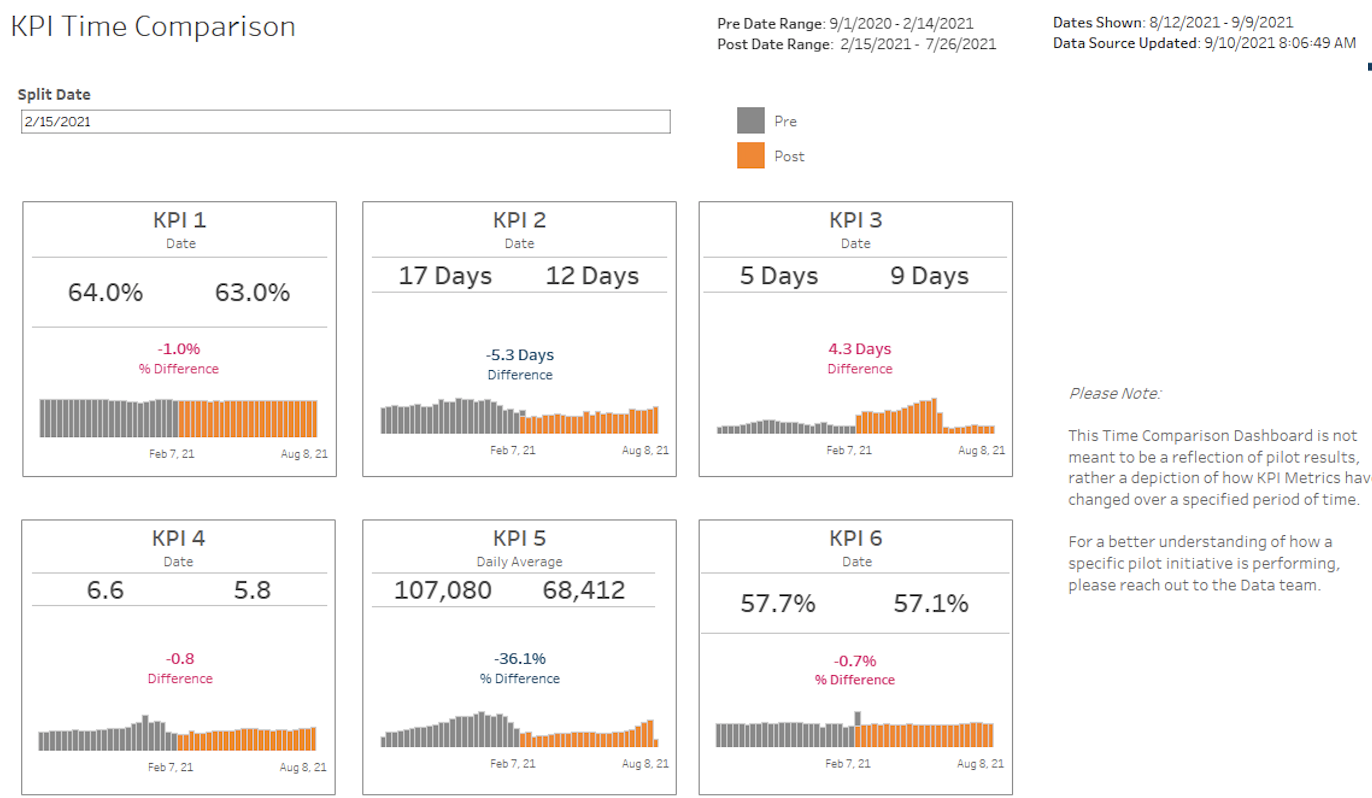 KPI Time Comparison
Pre Date Range: 9/1/2020 - 2/14/2021
Post Date Range: 2/15/2021 - 7/26/2021
Dates Shown: 8/12/2021 - 9/9/2021
Data Source Updated: 9/10/2021 8:06:49 AM
Split Date
2/15/2021
Pre
Post
KPI 1
Date
64.0% 63.0%
-1.0%
% Difference
Feb 7, 21 Aug 8, 21
KPI 2
Date
17 Days 12 Days
-5.3 Days
Difference
Feb 7, 21 Aug 8, 21
KPI 3
Date
5 Days 9 Days
4.3 Days
Difference
Feb 7, 21 Aug 8, 21
Please Note:
This Time Comparison Dashboard is not
meant to be a reflection of pilot results,
rather a depiction of how KPI Metrics hav
changed over a specified period of time.
For a better understanding of how a
specific pilot initiative is performing,
please reach out to the Data team.
KPI 4
Date
6.6 5.8
-0.8
Difference
Feb 7, 21 Aug 8, 21
KPI 5
Daily Average
107,080 68,412
-36.1%
% Difference
Feb 7, 21 Aug 8, 21
KPI 6
Date
57.7% 57.1%
-0.7%
% Difference
Feb 7, 21 Aug 8, 21